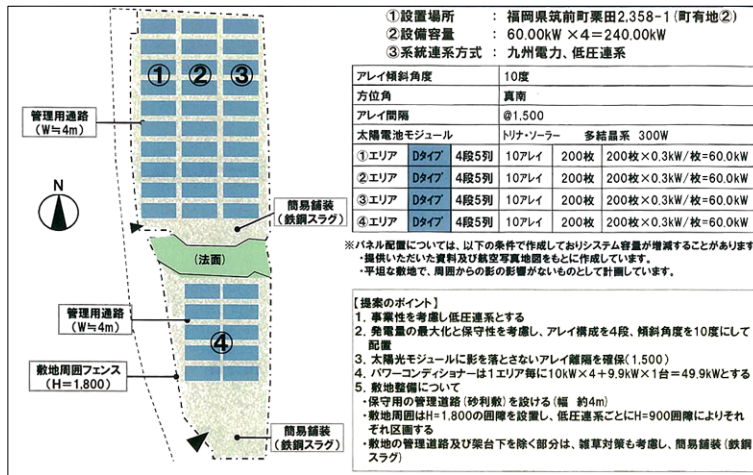 ①設置場所 : 福岡県筑前町栗田2,358-1(町有地②)
②設備容量 : 60.00kW ×4=240.00kW
③系統連系方式 : 九州電力、低圧連系
アレイ傾斜角度 10度
方位角 真南
アレイ間隔 @1,500
太陽電池モジュール トリナ・ソーラー 多結晶系 300W
①エリア Dタイプ 4段5列 10アレイ 200枚 200枚×0.3kW/枚=60.0kW
②エリア Dタイプ 4段5列 10アレイ 200枚 200枚×0.3kW/枚=60.0kW
③エリア Dタイプ 4段5列 10アレイ 200枚 200枚×0.3kW/枚=60.0kW
④エリア Dタイプ 4段5列 10アレイ 200枚 200枚×0.3kW/枚=60.0kW
※パネル配置については、以下の条件で作成しておりシステム容量が増減することがあります
・提供いただいた資料及び航空写真地図をもとに作成しています。
・平坦な敷地で、周囲からの影の影響がないものとして計画しています。
【提案のポイント】
1. 事業性を考慮し低圧連系とする
2. 発電量の最大化と保守性を考慮し、アレイ構成を4段、傾斜角度を10度にして
配置
3. 太陽光モジュールに影を落とさないアレイ離隔を確保(1,500)
4. パワーコンディショナーは1エリア毎に10kW×4+9.9kW×1台=49.9kWとする
5. 敷地整備について
・保守用の管理道路(砂利敷)を設ける(幅 約4m)
・敷地周囲はH=1,800の囲障を設置し、低圧連系ごとにH=900囲障によりそ
れぞれ区画する
・敷地の管理道路及び架台下を除く部分は、雑草対策も考慮し、簡易舗装(鉄鋼
スラグ)
① ② ③
管理用通路
(W≒4m)
N
簡易舗装
(鉄鋼スラグ)
(法面)
管理用通路
(W≒4m)
④
敷地周囲フェンス
(H=1,800)
簡易舗装
(鉄鋼スラグ)